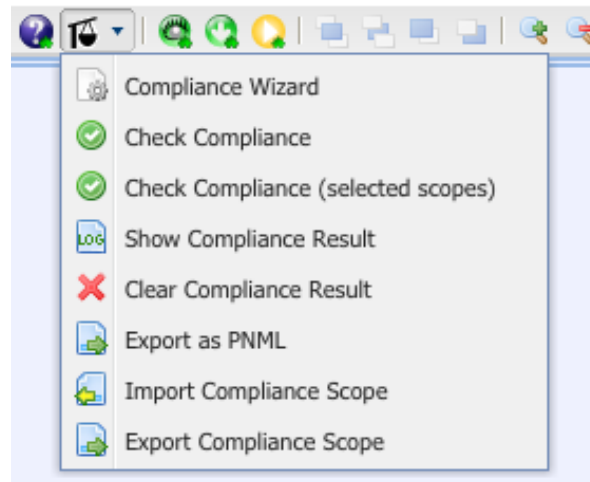 Compliance Wizard
Check Compliance
Check Compliance (selected scopes)
LOG
Show Compliance Result
Clear Compliance Result
Export as PNML
Import Compliance Scope
Export Compliance Scope